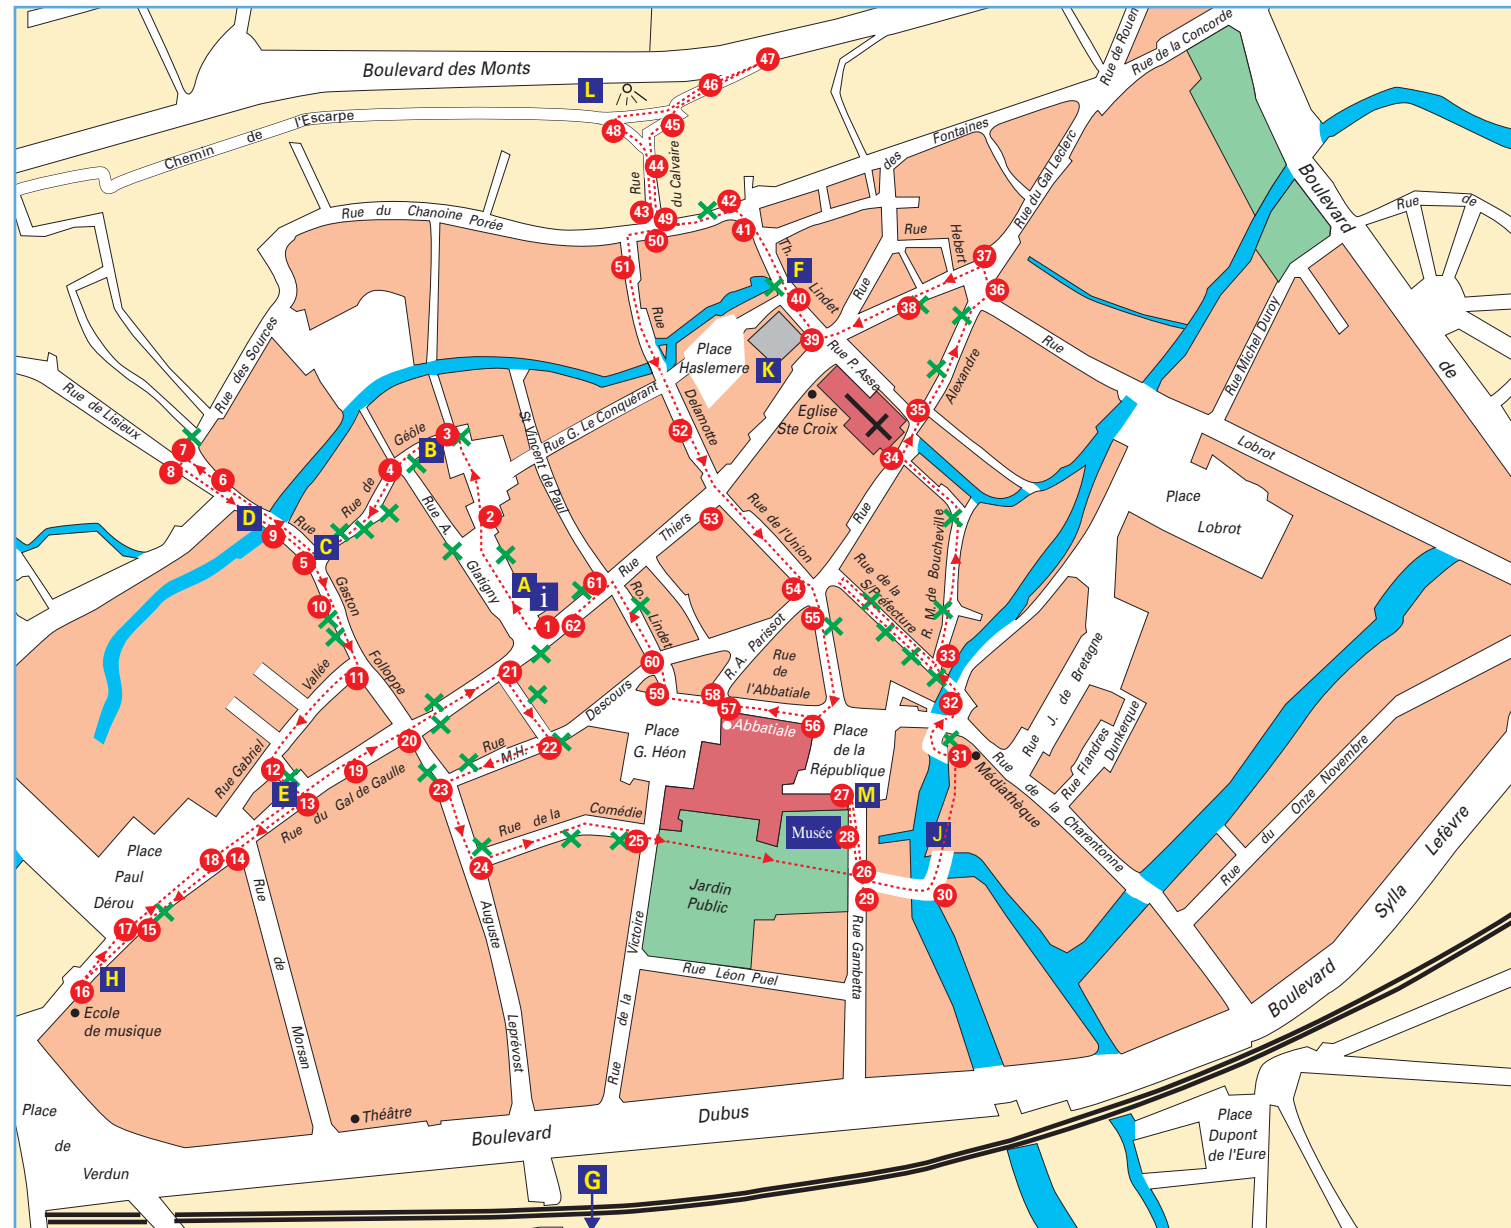 Boulevard des Monts
L
47
46
Chemin
de
l'Escarpe
48
45
Rue de Rouen
Rue de la Concorde
des
Fontaines
Rue du Gal Leclerc
Boulevard
Rue
de
44
Rue
du Calvaire
43
49
42
50
41
Rue du Chanoine Porée
51
Th.
Lindet
F
40
39
K
Rue
Hebert
Rue
37
36
38
Rue
Rue Michel Duroy
de
Rue
Place
Haslemere
Rue P. Asse
Alexandre
Rue des Sources
Rue de Lisieux
7
8
6
D
9
Rue
C
5
Géôle
Rue de
3
B
4
2
Rue A.
Glatigny
A
i
1
62
61
St Vincent de Paul
Rue G. Le Conquérant
Delamotte
52
53
Rue
Thiers
Rue de l'Union
Eglise
Ste Croix
35
34
Rue
Lobrot
Place
Lobrot
Rue de la
S/Préfecture
R. M. de Boucheville
54
55
33
32
31
Gaston
10
Folloppe
11
Vallée
Rue Gabriel
12
E
13
20
19
Rue du Gal de Gaulle
21
22
Rue
M.H.
Descours
23
24
Ro.
Lindet
60
59
58
57
R. A. Parissot
Rue
de
l'Abbatiale
56
Abbatiale
Place
G. Héon
Place
de la
République
27
M
Musée
28
26
29
30
J
Médiathèque
Rue
de la
Charentonne
Rue J. de Bretagne
Rue Flandres
Dunkerque
Rue du Onze Novembre
Lefèvre
Sylla
Boulevard
Rue de la
Comédie
25
Jardin
Public
Place
Paul
Dérou
18
14
17
15
16
H
Ecole
de musique
Rue
de
Morsan
Auguste
Leprévost
Rue
de la
Victoire
Rue Léon Puel
Rue Gambetta
Théâtre
Boulevard
Dubus
Place
de
Verdun
G
Place
Dupont
de l'Eure